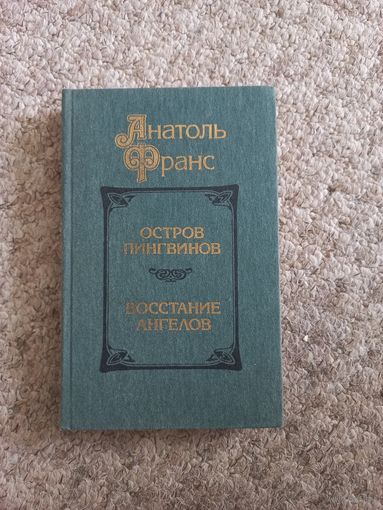 Анатоль
Франс
ОСТРОВ
ПИНГВИНОВ
ВОССТАНИЕ
АНГЕЛОВ